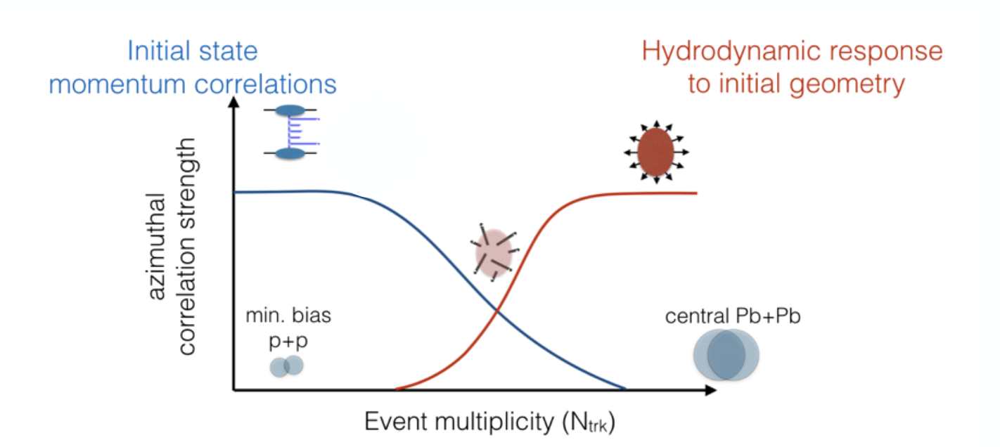 Initial state
momentum correlations
Hydrodynamic response
to initial geometry
azimuthal
correlation strength
min. bias
p+p
central Pb+Pb
Event multiplicity (Ntrk)